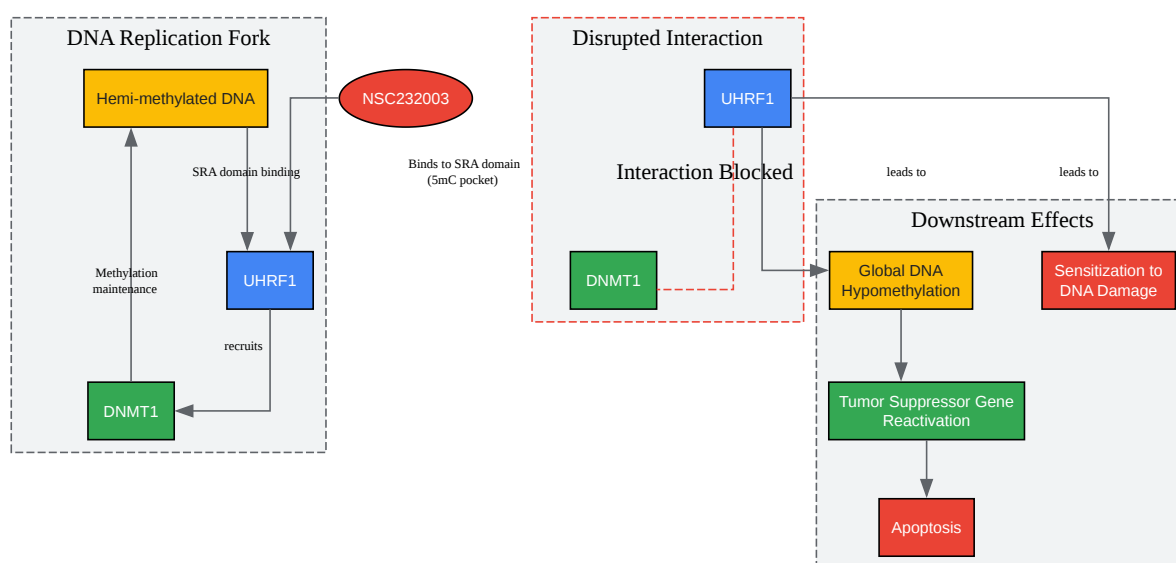 DNA Replication Fork
Hemi-methylated DNA
SRA domain binding
Methylation
maintenance
UHRF1
recruits
DNMT1
NSC232003
Binds to SRA domain
(5mC pocket)
Disrupted Interaction
UHRF1
Interaction Blocked
DNMT1
leads to
leads to
Downstream Effects
Global DNA
Hypomethylation
Sensitization to
DNA Damage
Tumor Suppressor Gene
Reactivation
Apoptosis